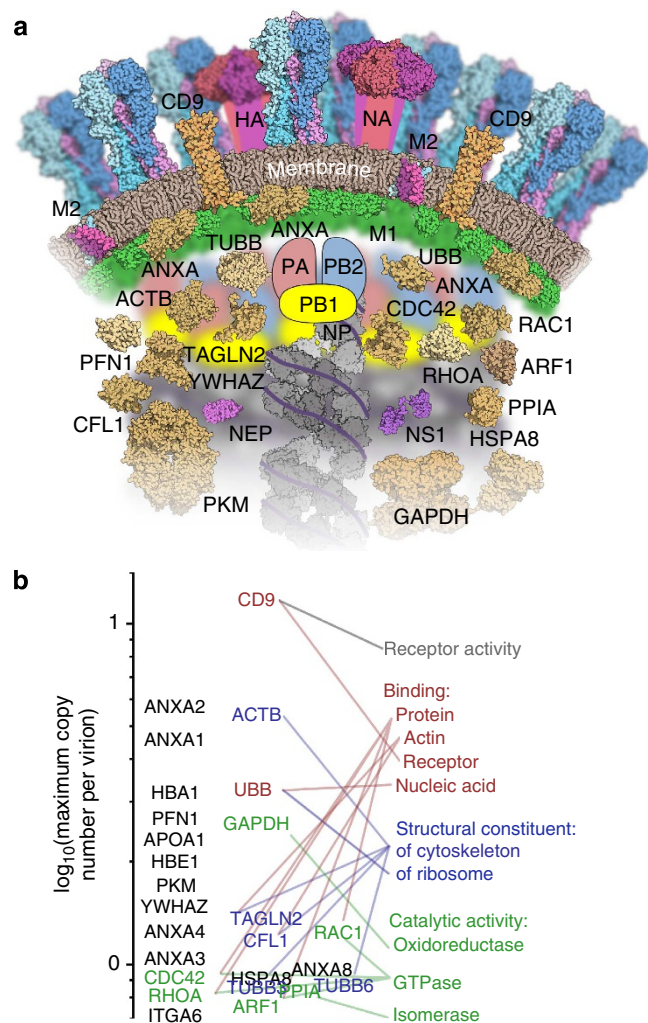 a
CD9
HA
NA
CD9
M2
Membrane
M2
TUBB
ANXA
M1
UBB
ANXA
PA
PB2
ANXA
ACTB
PB1
CDC42
RAC1
NP
PFN1
TAGLN2
RHOA
ARF1
YWHAZ
PPIA
CFL1
NEP
NS1
HSPA8
PKM
GAPDH
b
log10(maximum copy
number per virion)
1
0
CD9
Receptor activity
Binding:
Protein
Actin
Receptor
Nucleic acid
ANXA2
ACTB
ANXA1
HBA1
UBB
PFN1
GAPDH
APOA1
HBE1
Structural constituent:
of cytoskeleton
of ribosome
PKM
YWHAZ
TAGLN2
ANXA4
CFL1
RAC1
Catalytic activity:
Oxidoreductase
ANXA3
ANXA8
CDC42
HSPA8
GTPase
RHOA
TUBB3
PPIA
TUBB6
ARF1
ITGA6
Isomerase